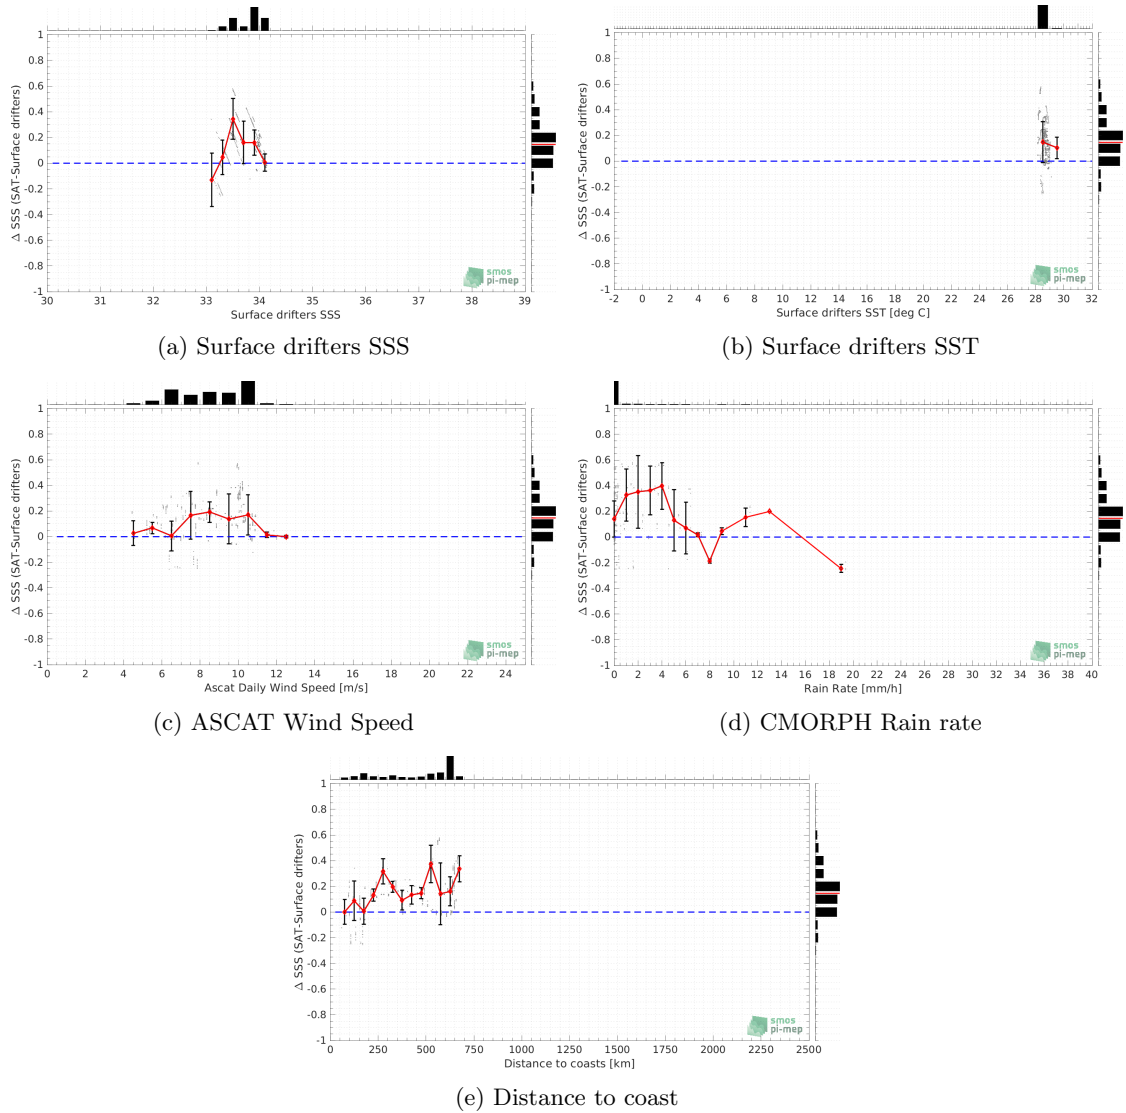 1
0.8
0.6
0.4
0.2
0
-0.2
-0.4
-0.6
-0.8
-1
Δ SSS (SAT-Surface drifters)
30 31 32 33 34 35 36 37 38 39
Surface drifters SSS
smos
pi-mep
(a) Surface drifters SSS
1
0.8
0.6
0.4
0.2
0
-0.2
-0.4
-0.6
-0.8
-1
Δ SSS (SAT-Surface drifters)
-2 0 2 4 6 8 10 12 14 16 18 20 22 24 26 28 30 32
Surface drifters SST [deg C]
smos
pi-mep
(b) Surface drifters SST
1
0.8
0.6
0.4
0.2
0
-0.2
-0.4
-0.6
-0.8
-1
Δ SSS (SAT-Surface drifters)
0 2 4 6 8 10 12 14 16 18 20 22 24
Ascat Daily Wind Speed [m/s]
smos
pi-mep
(c) ASCAT Wind Speed
1
0.8
0.6
0.4
0.2
0
-0.2
-0.4
-0.6
-0.8
-1
Δ SSS (SAT-Surface drifters)
0 2 4 6 8 10 12 14 16 18 20 22 24 26 28 30 32 34 36 38 40
Rain Rate [mm/h]
smos
pi-mep
(d) CMORPH Rain rate
1
0.8
0.6
0.4
0.2
0
-0.2
-0.4
-0.6
-0.8
-1
Δ SSS (SAT-Surface drifters)
0 250 500 750 1000 1250 1500 1750 2000 2250 2500
Distance to coasts [km]
smos
pi-mep
(e) Distance to coast